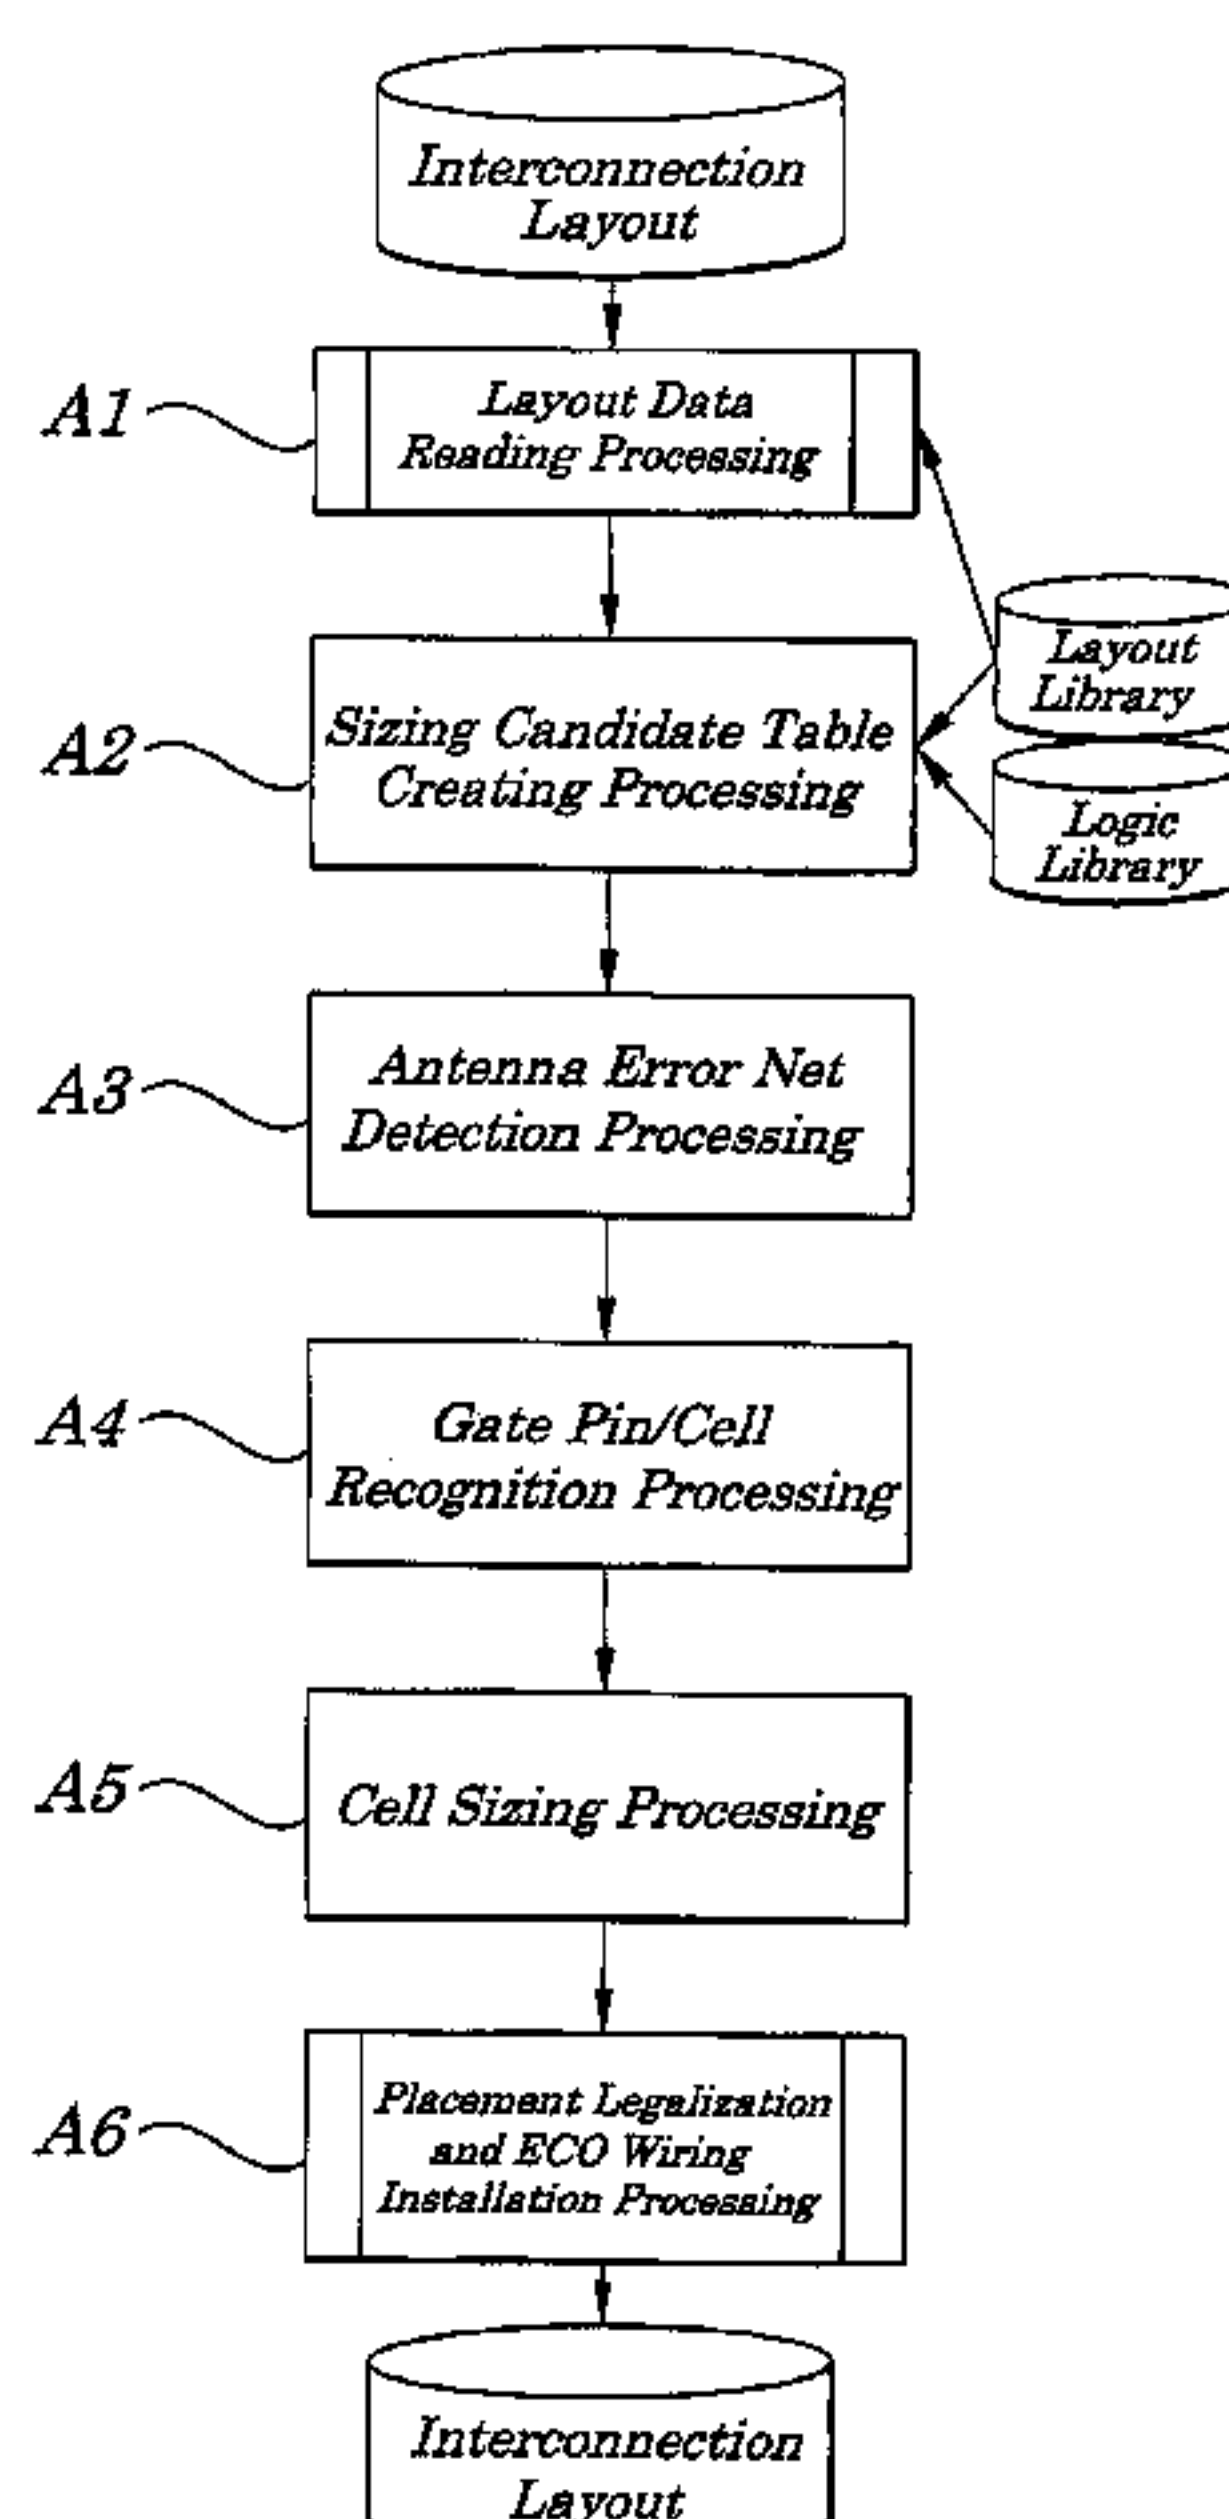 Interconnection
Layout
A1
Layout Data
Reading Processing
Layout
Library
A2
Sizing Candidate Table
Creating Processing
Logic
Library
A3
Antenna Error Net
Detection Processing
A4
Gate Pin/Cell
Recognition Processing
A5
Cell Sizing Processing
A6
Placement Legalization
and ECO Wiring
Installation Processing
Interconnection
Layout